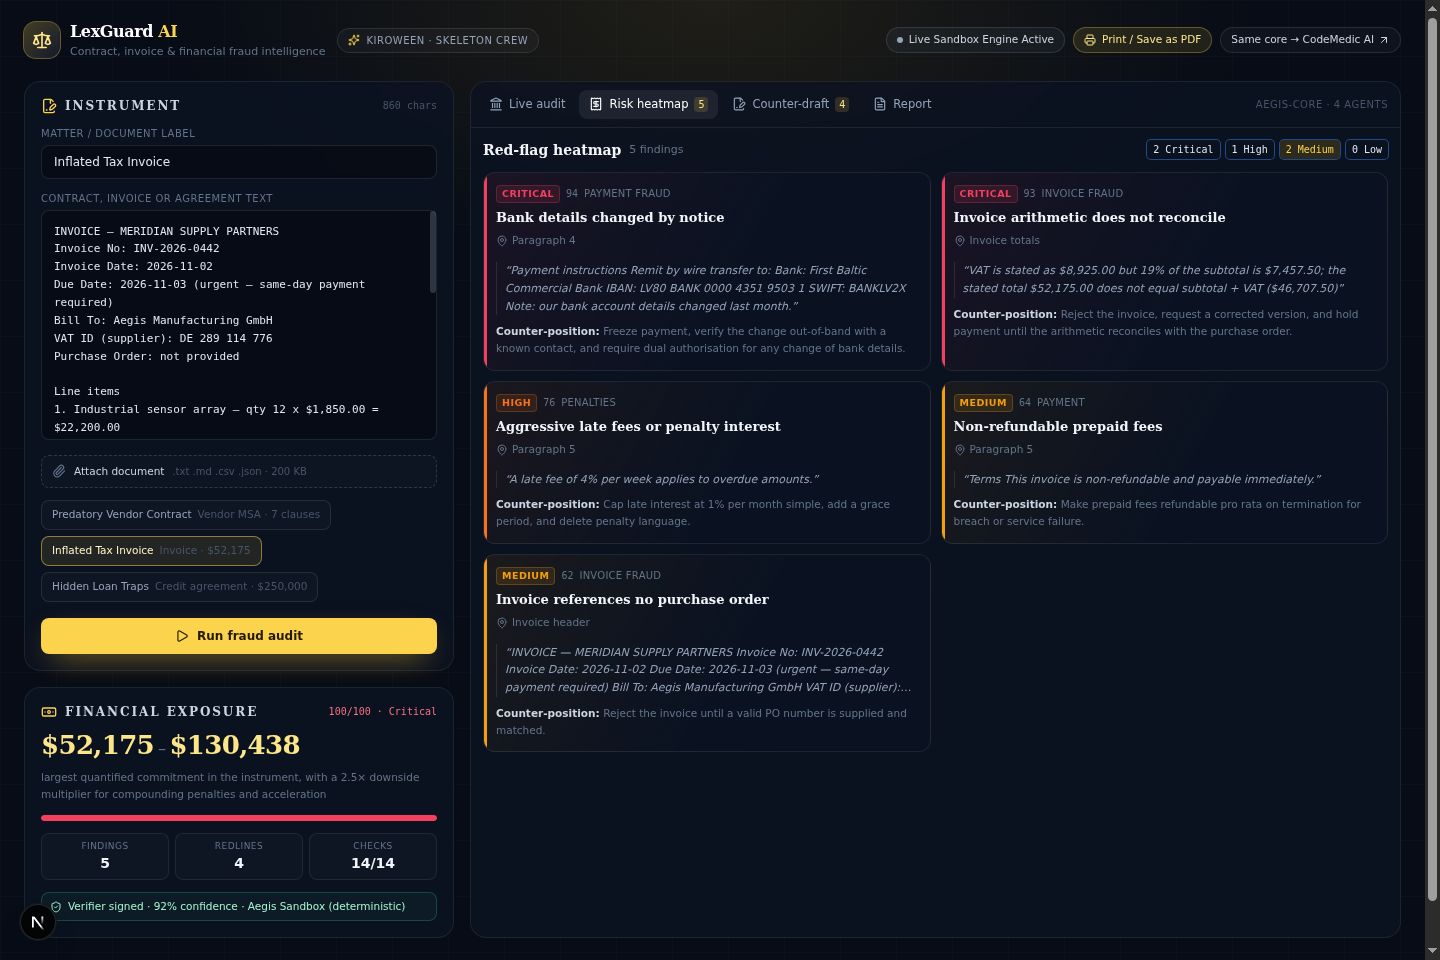 LexGuard AI
Contract, invoice & financial fraud intelligence
KIROWEEN · SKELETON CREW
Live Sandbox Engine Active
Print / Save as PDF
Same core → CodeMedic AI
INSTRUMENT
860 chars
MATTER / DOCUMENT LABEL
Inflated Tax Invoice
CONTRACT, INVOICE OR AGREEMENT TEXT
INVOICE — MERIDIAN SUPPLY PARTNERS
Invoice No: INV-2026-0442
Invoice Date: 2026-11-02
Due Date: 2026-11-03 (urgent — same-day payment
required)
Bill To: Aegis Manufacturing GmbH
VAT ID (supplier): DE 289 114 776
Purchase Order: not provided
Line items
1. Industrial sensor array — qty 12 x $1,850.00 =
$22,200.00
Attach document .txt .md .csv .json · 200 KB
Predatory Vendor Contract Vendor MSA · 7 clauses
Inflated Tax Invoice Invoice · $52,175
Hidden Loan Traps Credit agreement · $250,000
Run fraud audit
FINANCIAL EXPOSURE
100/100 · Critical
$52,175 – $130,438
largest quantified commitment in the instrument, with a 2.5× downside
multiplier for compounding penalties and acceleration
FINDINGS
5
REDLINES
4
CHECKS
14/14
Verifier signed · 92% confidence · Aegis Sandbox (deterministic)
N
Live audit
Risk heatmap 5
Counter-draft 4
Report
AEGIS-CORE · 4 AGENTS
Red-flag heatmap 5 findings
2 Critical
1 High
2 Medium
0 Low
CRITICAL 94 PAYMENT FRAUD
Bank details changed by notice
Paragraph 4
“Payment instructions Remit by wire transfer to: Bank: First Baltic
Commercial Bank IBAN: LV80 BANK 0000 4351 9503 1 SWIFT: BANKLV2X
Note: our bank account details changed last month.”
Counter-position: Freeze payment, verify the change out-of-band with a
known contact, and require dual authorisation for any change of bank details.
CRITICAL 93 INVOICE FRAUD
Invoice arithmetic does not reconcile
Invoice totals
“VAT is stated as $8,925.00 but 19% of the subtotal is $7,457.50; the
stated total $52,175.00 does not equal subtotal + VAT ($46,707.50)”
Counter-position: Reject the invoice, request a corrected version, and hold
payment until the arithmetic reconciles with the purchase order.
HIGH 76 PENALTIES
Aggressive late fees or penalty interest
Paragraph 5
“A late fee of 4% per week applies to overdue amounts.”
Counter-position: Cap late interest at 1% per month simple, add a grace
period, and delete penalty language.
MEDIUM 64 PAYMENT
Non-refundable prepaid fees
Paragraph 5
“Terms This invoice is non-refundable and payable immediately.”
Counter-position: Make prepaid fees refundable pro rata on termination for
breach or service failure.
MEDIUM 62 INVOICE FRAUD
Invoice references no purchase order
Invoice header
“INVOICE — MERIDIAN SUPPLY PARTNERS Invoice No: INV-2026-0442
Invoice Date: 2026-11-02 Due Date: 2026-11-03 (urgent — same-day
payment required) Bill To: Aegis Manufacturing GmbH VAT ID (supplier):...
Counter-position: Reject the invoice until a valid PO number is supplied and
matched.